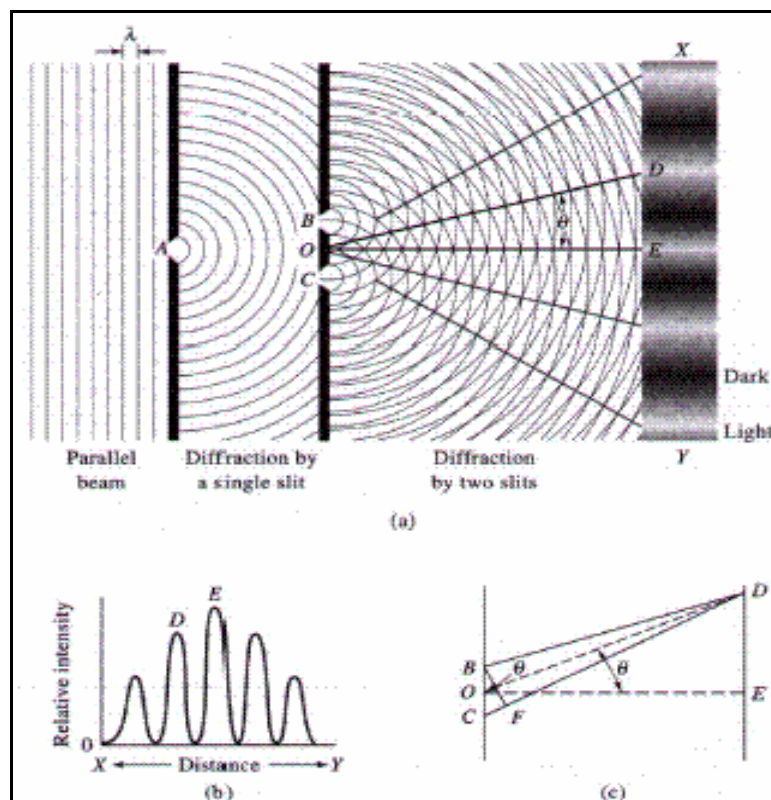 λ
X
B
D
A
O
θ
E
C
Dark
Light
Parallel beam
Diffraction by a single slit
Diffraction by two slits
Y
(a)
E
D
Relative intensity
0
X Distance Y
(b)
D
B
θ
θ
O
E
C
F
(c)